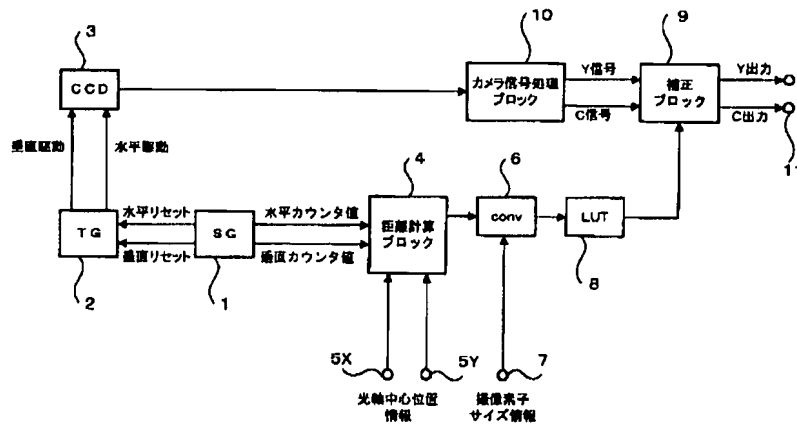 10
9
3
カメラ信号処理
ブロック
Y信号
C信号
補正
ブロック
Y出力
C出力
11
CCD
垂直駆動
水平駆動
4
6
水平リセット
水平カウンタ値
距離計算
ブロック
conv
LUT
TG
SG
垂直リセット
垂直カウンタ値
8
2
1
5X
5Y
7
光軸中心位置
情報
撮像素子
サイズ情報